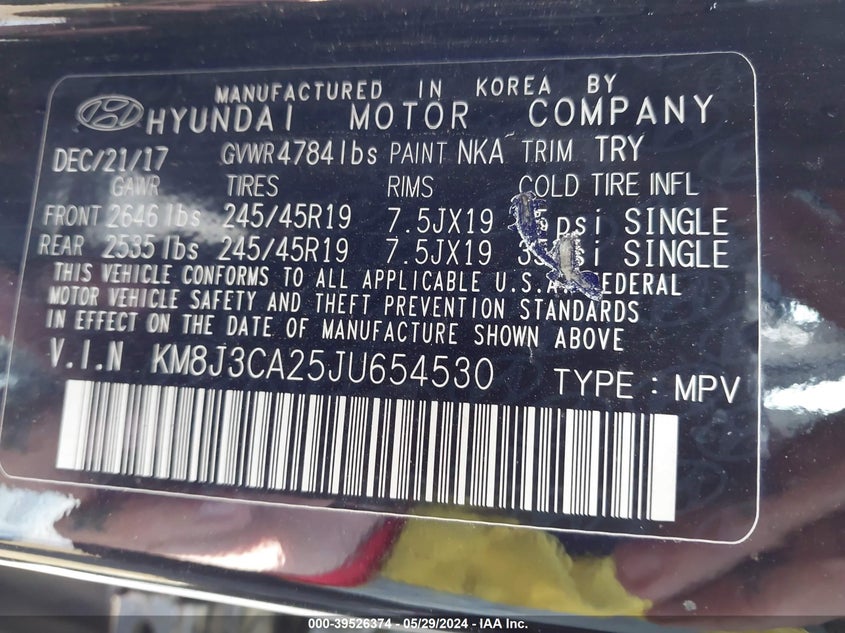 MANUFACTURED IN KOREA BY
HYUNDAI MOTOR COMPANY
DEC/21/17 GVWR 4784 lbs PAINT NKA TRIM TRY
GAWR TIRES RIMS COLD TIRE INFL
FRONT 2646 lbs 245/45R19 7.5JX19 psi SINGLE
REAR 2535 lbs 245/45R19 7.5JX19 SINGLE
THIS VEHICLE CONFORMS TO ALL APPLICABLE U.S.A. FEDERAL
MOTOR VEHICLE SAFETY AND THEFT PREVENTION STANDARDS
IN EFFECT ON THE DATE OF MANUFACTURE SHOWN ABOVE
V.I.N KM8J3CA25JU654530 TYPE : MPV
000-39526374 - 05/29/2024 - IAA Inc.